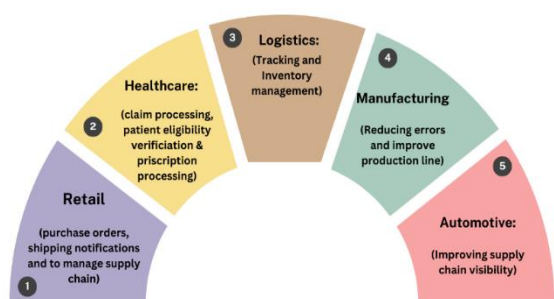 1
Retail
(purchase orders,
shipping notifications
and to manage supply
chain)
2
Healthcare:
(claim processing,
patient eligibility
verificiation &
priscription
processing)
3
Logistics:
(Tracking and
Inventory
management)
4
Manufacturing
(Reducing errors
and improve
production line)
5
Automotive:
(Improving supply
chain visibility)